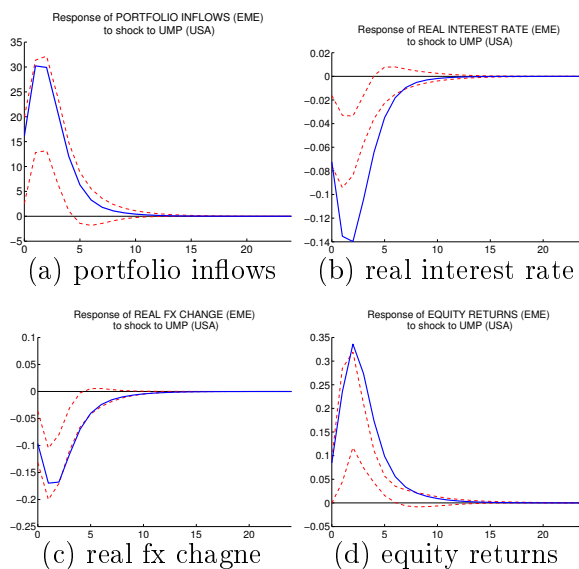 Response of PORTFOLIO INFLOWS (EME)
to shock to UMP (USA)
35
30
25
20
15
10
5
0
−5
0 5 10 15 20
(a) portfolio inflows
Response of REAL INTEREST RATE (EME)
to shock to UMP (USA)
0.02
0
−0.02
−0.04
−0.06
−0.08
−0.1
−0.12
−0.14
0 5 10 15 20
(b) real interest rate
Response of REAL FX CHANGE (EME)
to shock to UMP (USA)
0.1
0.05
0
−0.05
−0.1
−0.15
−0.2
−0.25
0 5 10 15 20
(c) real fx chagne
Response of EQUITY RETURNS (EME)
to shock to UMP (USA)
0.35
0.3
0.25
0.2
0.15
0.1
0.05
0
0.05
0 5 10 15 20
(d) equity returns